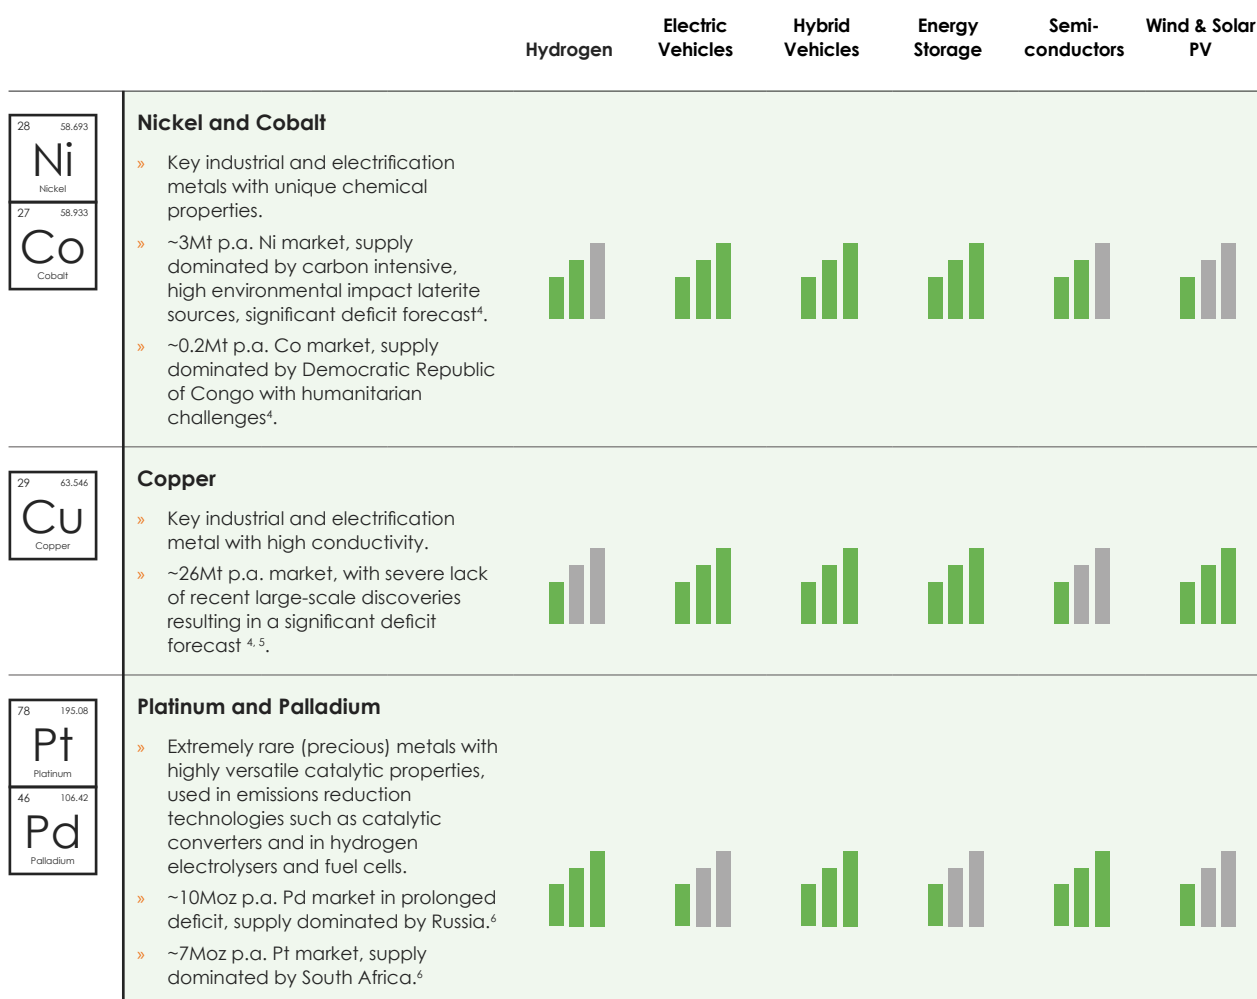 Hydrogen
Electric
Vehicles
Hybrid
Vehicles
Energy
Storage
Semi-
conductors
Wind & Solar
PV
28 58.693
Ni
Nickel
27 58.933
Co
Cobalt
Nickel and Cobalt
» Key industrial and electrification
metals with unique chemical
properties.
» ~3Mt p.a. Ni market, supply
dominated by carbon intensive,
high environmental impact laterite
sources, significant deficit forecast⁴.
» ~0.2Mt p.a. Co market, supply
dominated by Democratic Republic
of Congo with humanitarian
challenges⁴.
29 63.546
Cu
Copper
Copper
» Key industrial and electrification
metal with high conductivity.
» ~26Mt p.a. market, with severe lack
of recent large-scale discoveries
resulting in a significant deficit
forecast ⁴, ⁵.
78 195.08
Pt
Platinum
46 106.42
Pd
Palladium
Platinum and Palladium
» Extremely rare (precious) metals with
highly versatile catalytic properties,
used in emissions reduction
technologies such as catalytic
converters and in hydrogen
electrolysers and fuel cells.
» ~10Moz p.a. Pd market in prolonged
deficit, supply dominated by Russia.⁶
» ~7Moz p.a. Pt market, supply
dominated by South Africa.⁶